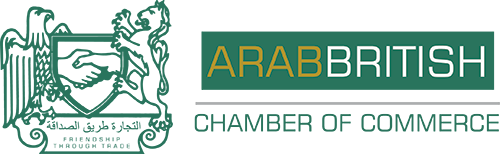 التجارة طريق الصداقة
FRIENDSHIP
THROUGH TRADE
ARABBRITISH
CHAMBER OF COMMERCE